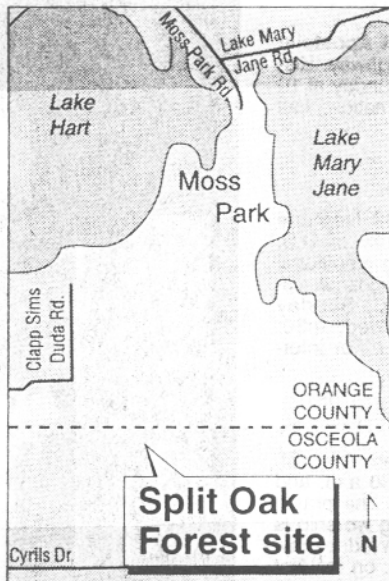 Moss Park Rd.
Lake Mary
Jane Rd.
Lake
Hart
Lake
Mary
Jane
Moss
Park
Clapp Sims
Duda Rd.
ORANGE
COUNTY
OSCEOLA
COUNTY
Split Oak
Forest site
N
Cyrils Dr.